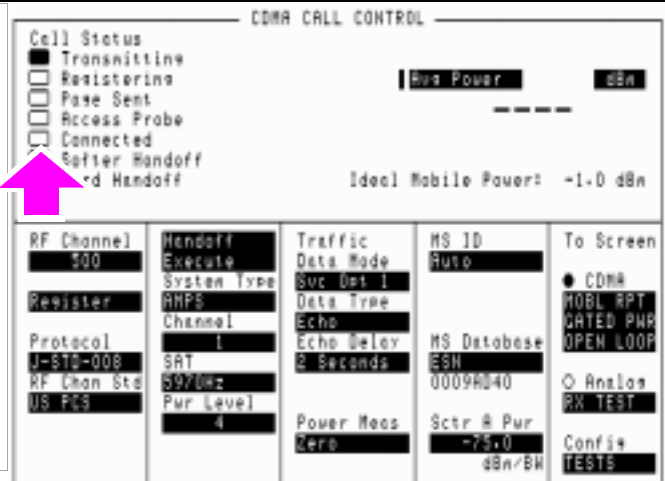 CDMA CALL CONTROL
Call Status
Transmitting
Registering
Page Sent
Access Probe
Connected
Softer Handoff
Handoff
Avg Power dBm
Ideal Mobile Power: -1.0 dBm
RF Channel
500
Register
Protocol
J-STD-008
RF Chan Std
US PCS
Handoff
Execute
System Type
AMPS
Channel
1
SAT
5970Hz
Pwr Level
4
Traffic
Data Mode
Svc Opt 1
Data Type
Echo
Echo Delay
2 Seconds
Power Meas
Zero
MS ID
Auto
MS Database
ESN
0009AD40
Sctr A Pwr
-75.0
dBm/BW
To Screen
CDMA
MOBL RPT
GATED PWR
OPEN LOOP
Analog
RX TEST
Config
TESTS